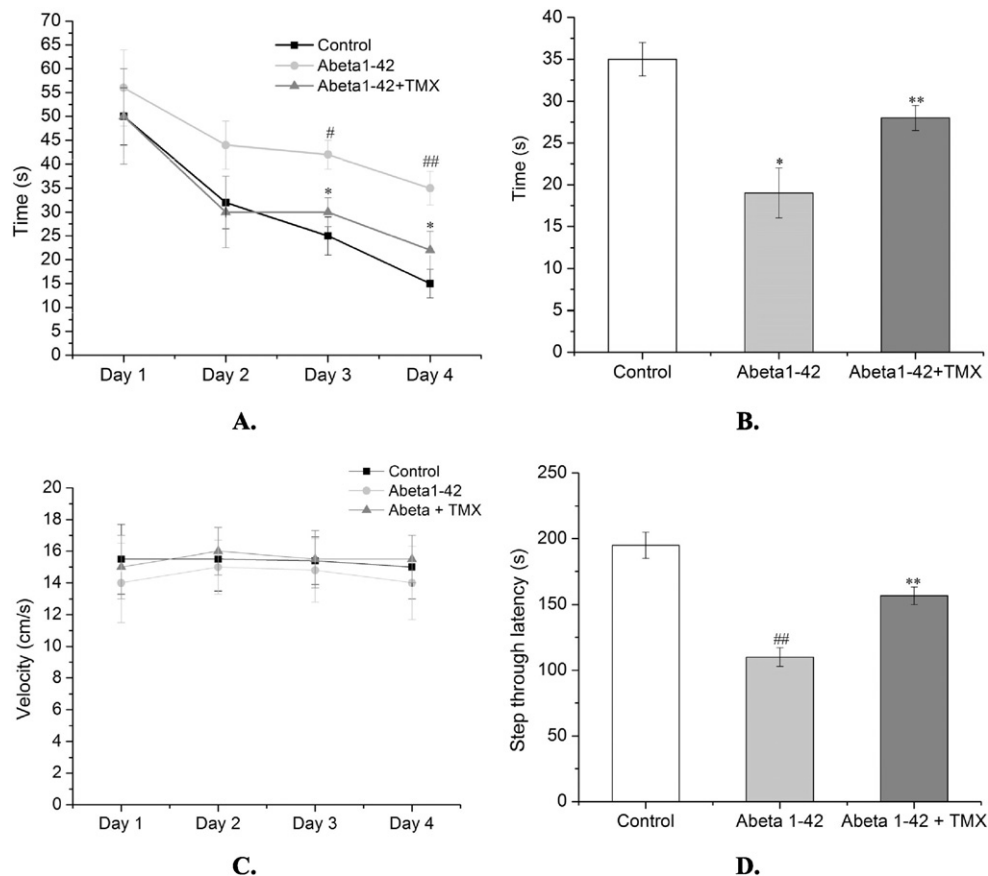 70
65
60
55
50
45
40
35
30
25
20
15
10
5
0
Time (s)
Control
Abeta1-42
Abeta1-42+TMX
#
##
*
*
Day 1 Day 2 Day 3 Day 4
A.
40
35
30
25
20
15
10
5
0
Time (s)
*
**
Control Abeta1-42 Abeta1-42+TMX
B.
20
18
16
14
12
10
8
6
4
2
0
Velocity (cm/s)
Control
Abeta1-42
Abeta + TMX
Day 1 Day 2 Day 3 Day 4
C.
250
200
150
100
50
0
Step through latency (s)
##
**
Control Abeta 1-42 Abeta 1-42 + TMX
D.